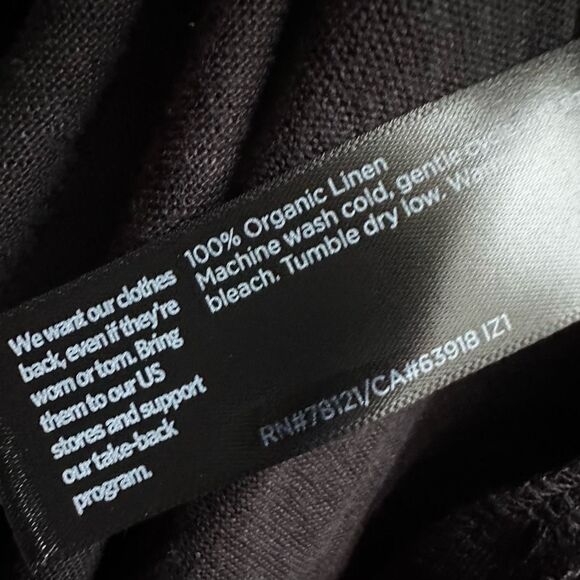 We want our clothes
back, even if they're
worn or torn. Bring
them to our US
stores and support
our take-back
program.
100% Organic Linen
Machine wash cold, gentle
bleach. Tumble dry low.
RN#76121/CA#63918 IZ1